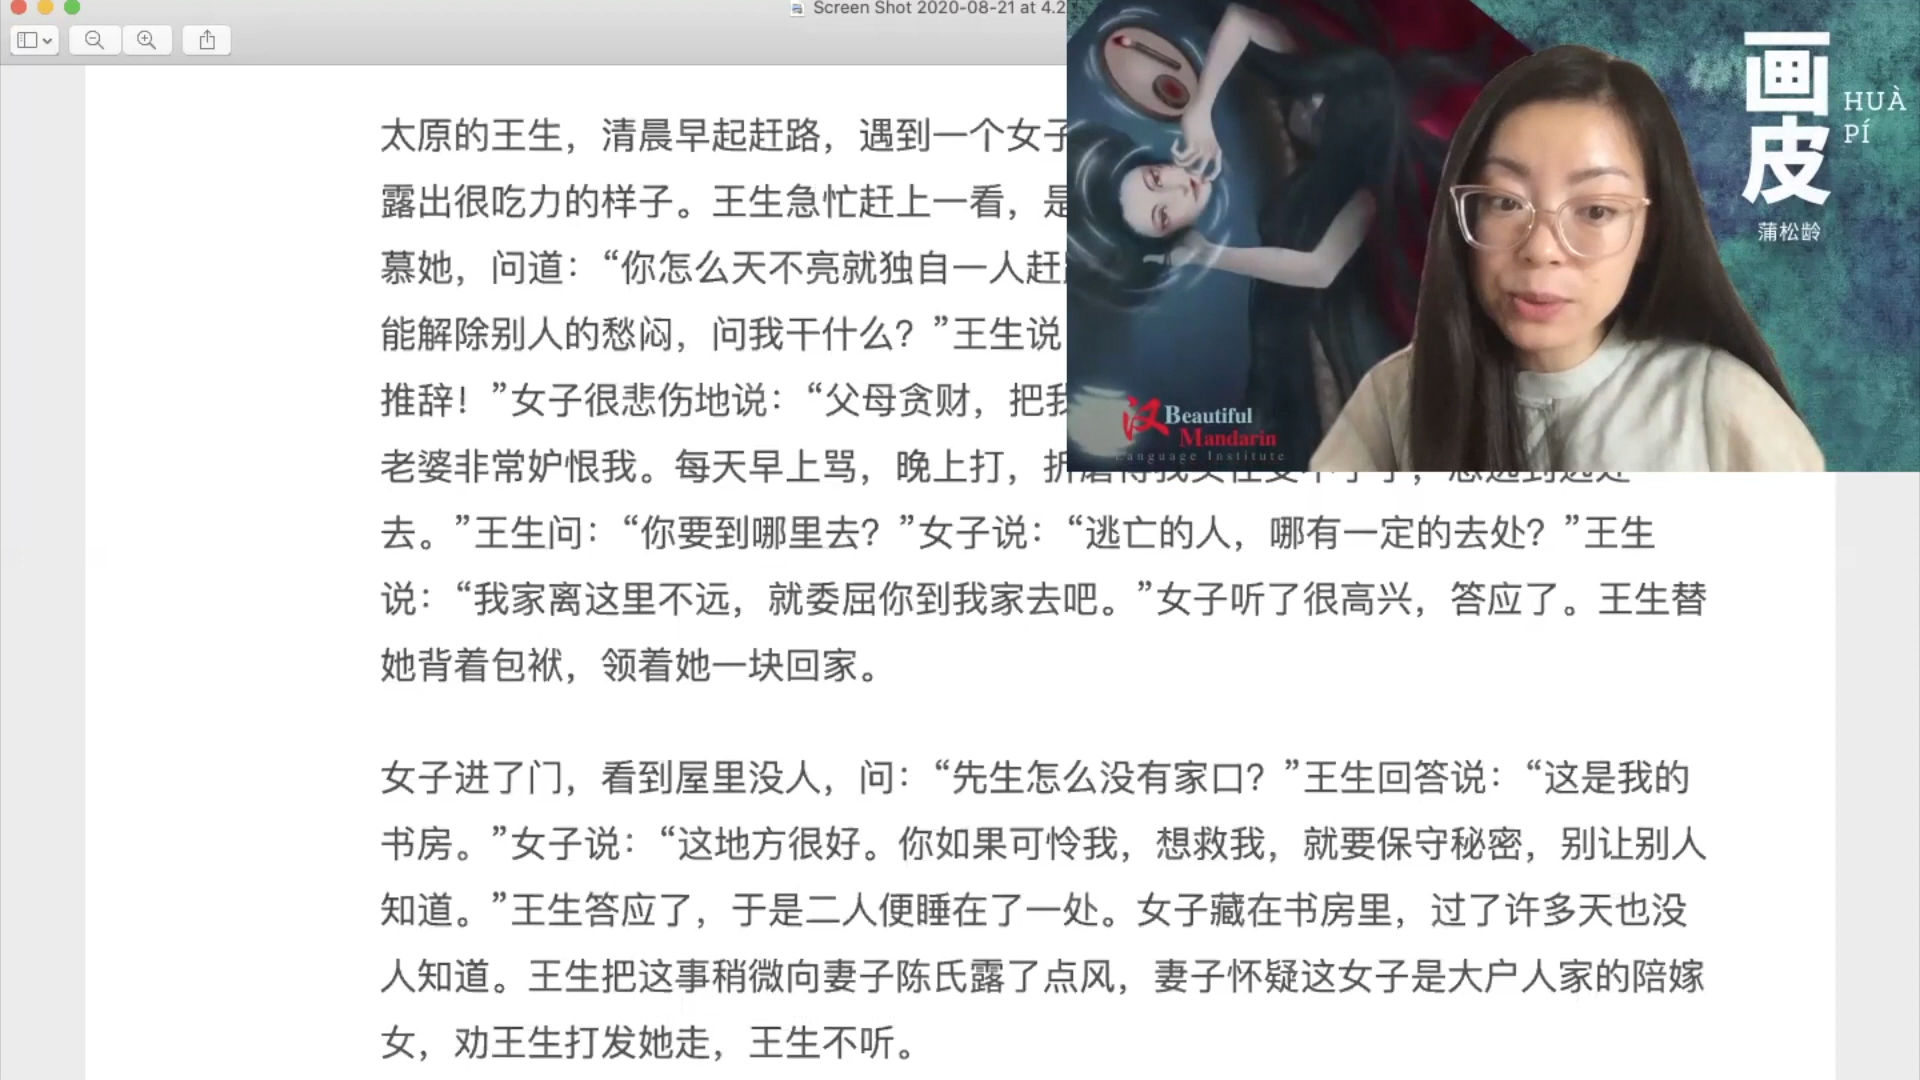 Screen Shot 2020-08-21 at 4.2
太原的王生，清晨早起赶路，遇到一个女子
露出很吃力的样子。王生急忙赶上一看，是
慕她，问道：“你怎么天不亮就独自一人赶
能解除别人的愁闷，问我干什么？”王生说
推辞！”女子很悲伤地说：“父母贪财，把我
老婆非常妒恨我。每天早上骂，晚上打，折
去。”王生问：“你要到哪里去？”女子说：“逃亡的人，哪有一定的去处？”王生
说：“我家离这里不远，就委屈你到我家去吧。”女子听了很高兴，答应了。王生替
她背着包袱，领着她一块回家。
女子进了门，看到屋里没人，问：“先生怎么没有家口？”王生回答说：“这是我的
书房。”女子说：“这地方很好。你如果可怜我，想救我，就要保守秘密，别让别人
知道。”王生答应了，于是二人便睡在了一处。女子藏在书房里，过了许多天也没
人知道。王生把这事稍微向妻子陈氏露了点风，妻子怀疑这女子是大户人家的陪嫁
女，劝王生打发她走，王生不听。
画皮
HUÀ
PÍ
蒲松龄
汉 Beautiful
Mandarin
Language Institute